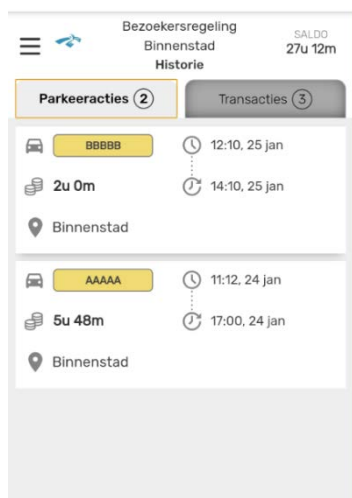 Bezoekersregeling
Binnenstad
Historie
SALDO
27u 12m
Parkeeracties 2
Transacties 3
BBBBB
12:10, 25 jan
2u 0m
14:10, 25 jan
Binnenstad
AAAAA
11:12, 24 jan
5u 48m
17:00, 24 jan
Binnenstad